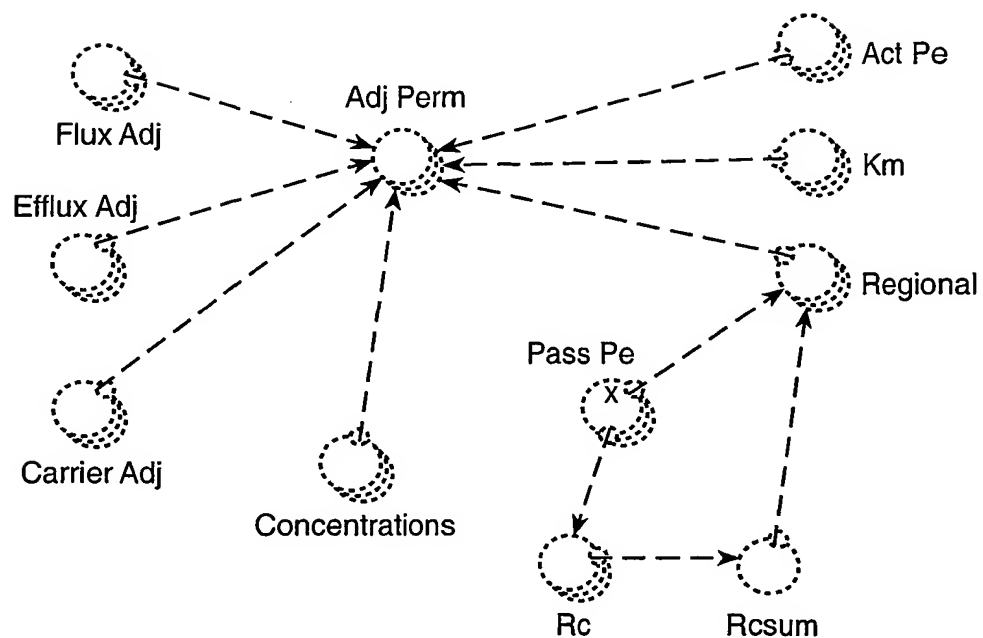 Act Pe
Adj Perm
Flux Adj
Km
Efflux Adj
Regional
Pass Pe
x
Carrier Adj
Concentrations
Rc
Rcsum